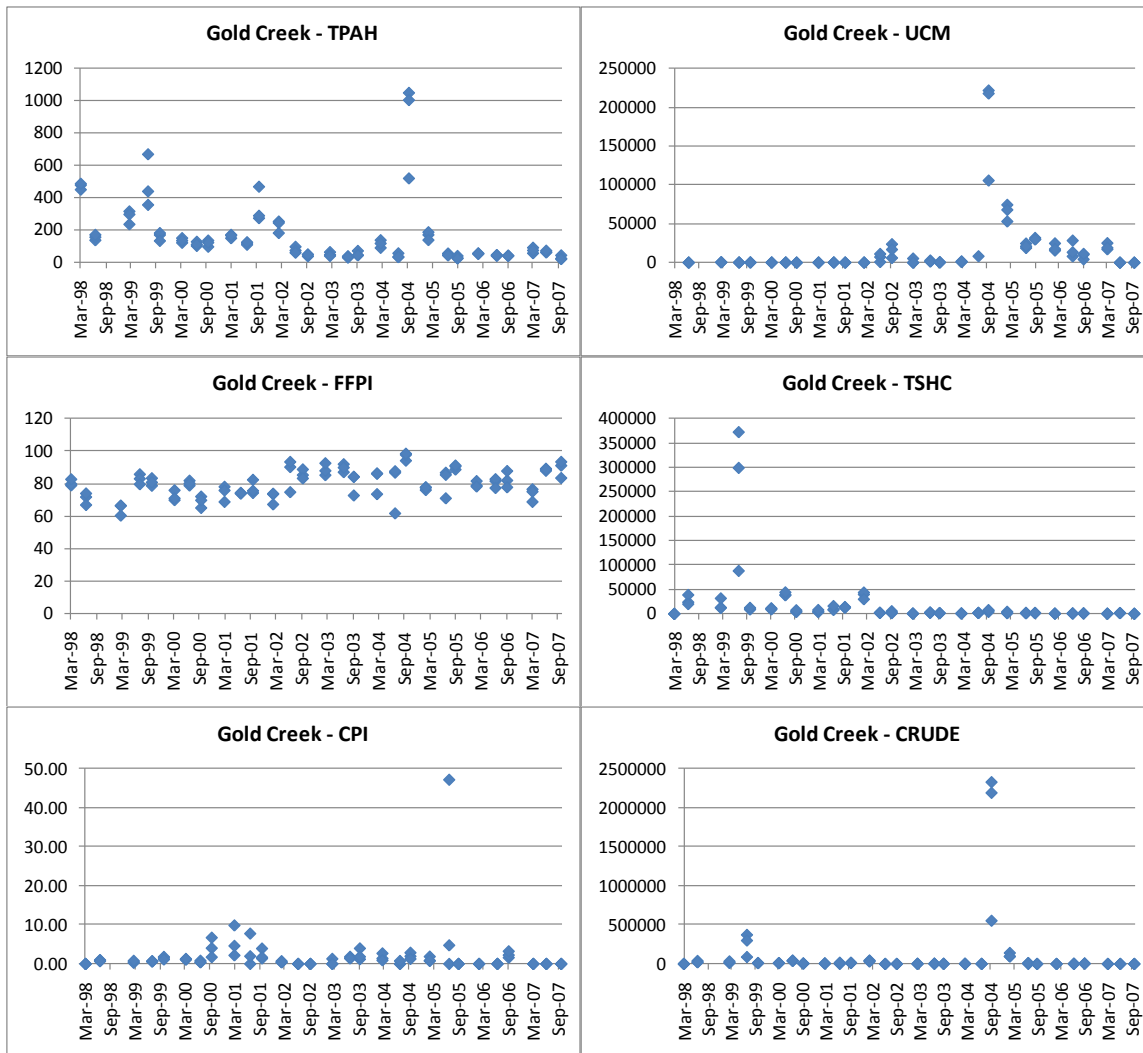 Gold Creek - TPAH
1200
1000
800
600
400
200
0
Mar-98
Sep-98
Mar-99
Sep-99
Mar-00
Sep-00
Mar-01
Sep-01
Mar-02
Sep-02
Mar-03
Sep-03
Mar-04
Sep-04
Mar-05
Sep-05
Mar-06
Sep-06
Mar-07
Sep-07
Gold Creek - UCM
250000
200000
150000
100000
50000
0
Mar-98
Sep-98
Mar-99
Sep-99
Mar-00
Sep-00
Mar-01
Sep-01
Mar-02
Sep-02
Mar-03
Sep-03
Mar-04
Sep-04
Mar-05
Sep-05
Mar-06
Sep-06
Mar-07
Sep-07
Gold Creek - FFPI
120
100
80
60
40
20
0
Mar-98
Sep-98
Mar-99
Sep-99
Mar-00
Sep-00
Mar-01
Sep-01
Mar-02
Sep-02
Mar-03
Sep-03
Mar-04
Sep-04
Mar-05
Sep-05
Mar-06
Sep-06
Mar-07
Sep-07
Gold Creek - TSHC
400000
350000
300000
250000
200000
150000
100000
50000
0
Mar-98
Sep-98
Mar-99
Sep-99
Mar-00
Sep-00
Mar-01
Sep-01
Mar-02
Sep-02
Mar-03
Sep-03
Mar-04
Sep-04
Mar-05
Sep-05
Mar-06
Sep-06
Mar-07
Sep-07
Gold Creek - CPI
50.00
40.00
30.00
20.00
10.00
0.00
Mar-98
Sep-98
Mar-99
Sep-99
Mar-00
Sep-00
Mar-01
Sep-01
Mar-02
Sep-02
Mar-03
Sep-03
Mar-04
Sep-04
Mar-05
Sep-05
Mar-06
Sep-06
Mar-07
Sep-07
Gold Creek - CRUDE
2500000
2000000
1500000
1000000
500000
0
Mar-98
Sep-98
Mar-99
Sep-99
Mar-00
Sep-00
Mar-01
Sep-01
Mar-02
Sep-02
Mar-03
Sep-03
Mar-04
Sep-04
Mar-05
Sep-05
Mar-06
Sep-06
Mar-07
Sep-07